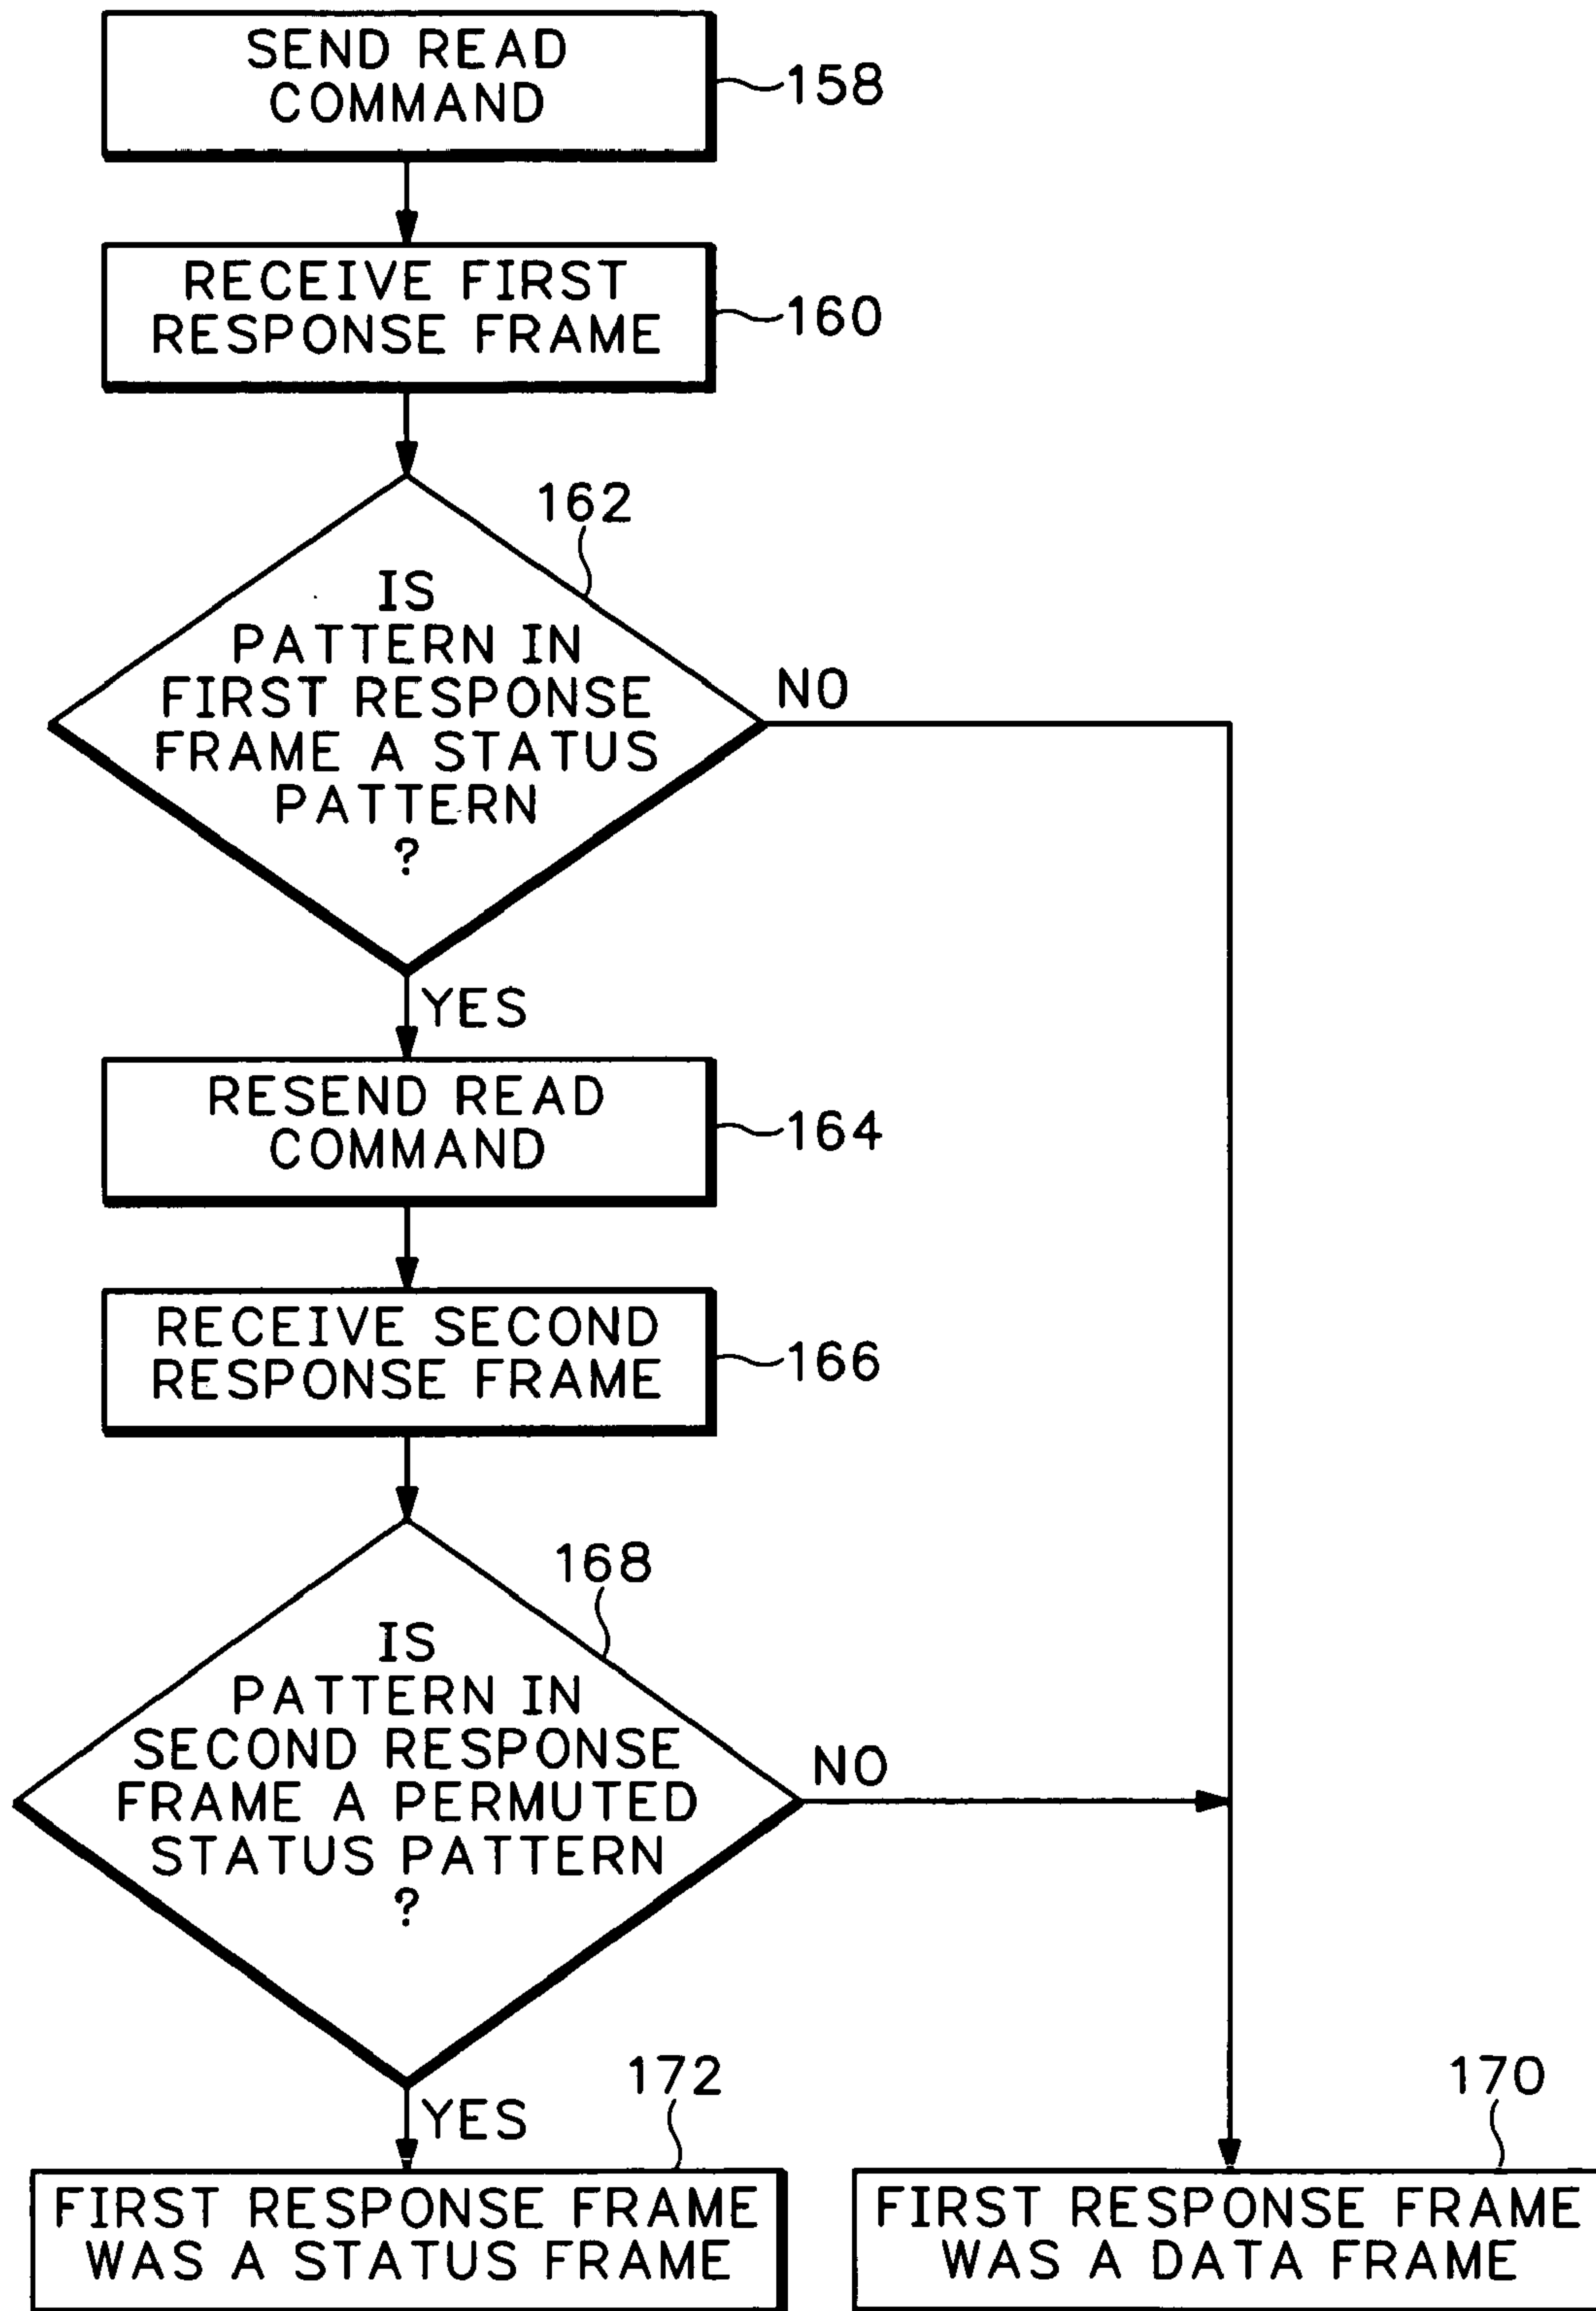 SEND READ
COMMAND
158
RECEIVE FIRST
RESPONSE FRAME
160
162
IS
PATTERN IN
FIRST RESPONSE
FRAME A STATUS
PATTERN
?
NO
YES
RESEND READ
COMMAND
164
RECEIVE SECOND
RESPONSE FRAME
166
168
IS
PATTERN IN
SECOND RESPONSE
FRAME A PERMUTED
STATUS PATTERN
?
NO
YES
172
FIRST RESPONSE FRAME
WAS A STATUS FRAME
170
FIRST RESPONSE FRAME
WAS A DATA FRAME